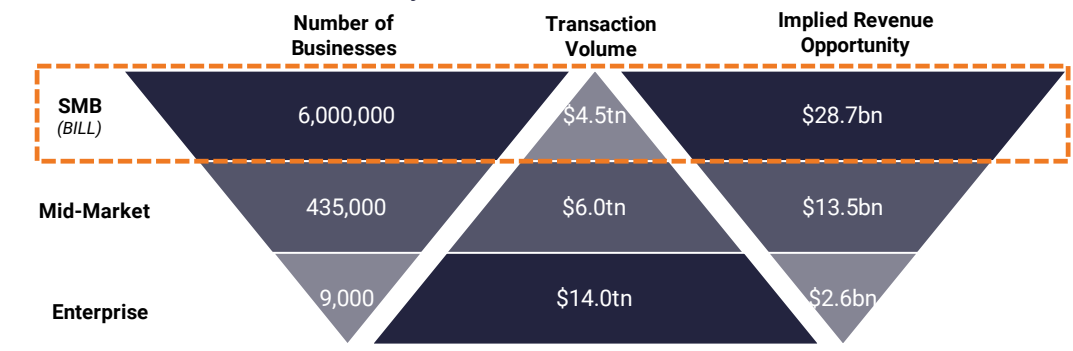 Number of
Businesses
Transaction
Volume
Implied Revenue
Opportunity
SMB
(BILL)
6,000,000
$4.5tn
$28.7bn
Mid-Market
435,000
$6.0tn
$13.5bn
Enterprise
9,000
$14.0tn
$2.6bn